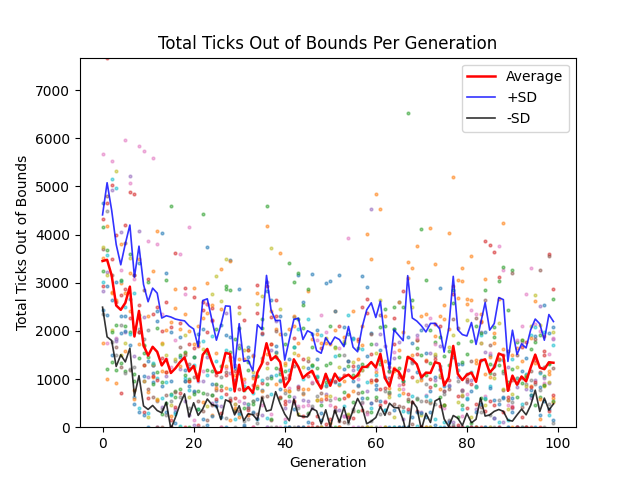 Total Ticks Out of Bounds Per Generation
Average
+SD
-SD
Total Ticks Out of Bounds
7000
6000
5000
4000
3000
2000
1000
0
0 20 40 60 80 100
Generation